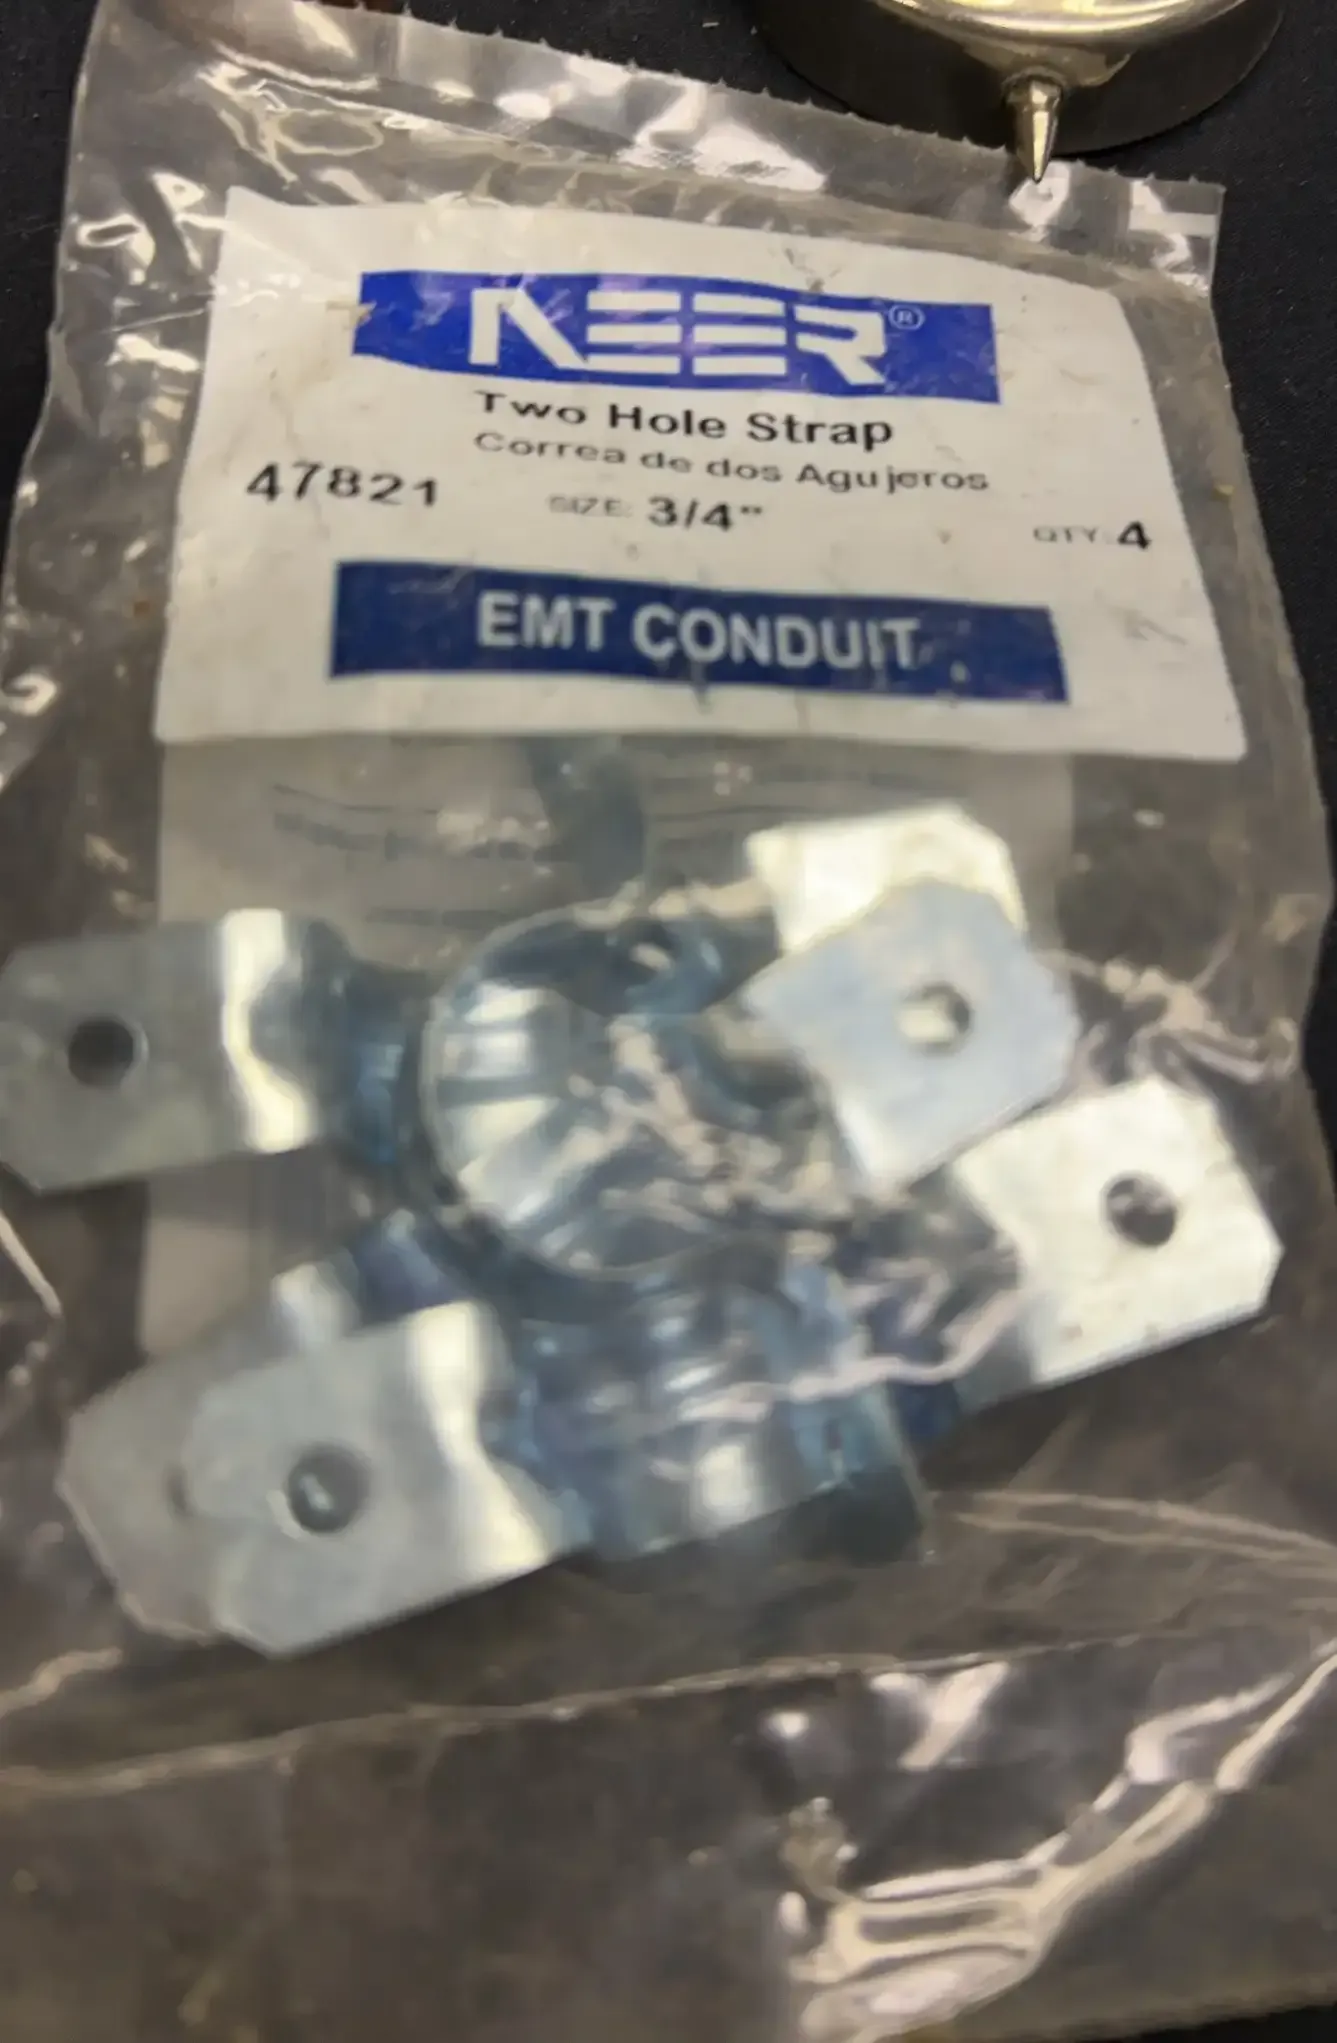 NEER®
Two Hole Strap
Correa de dos Agujeros
47821 SIZE: 3/4" QTY: 4
EMT CONDUIT